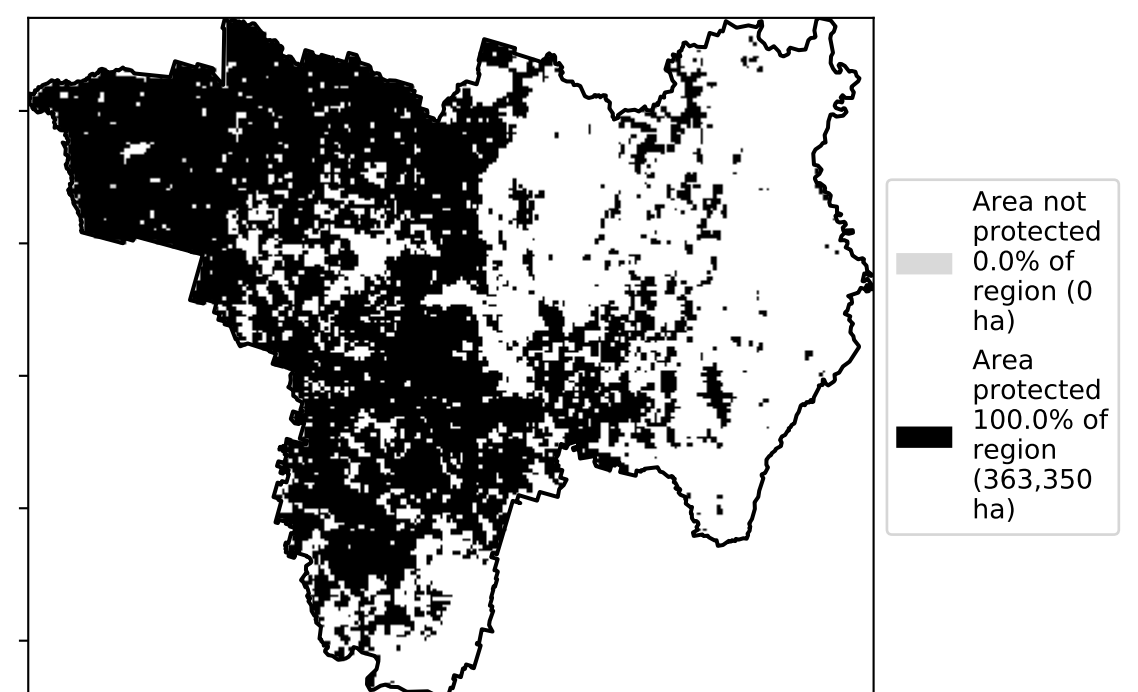 Area not
protected
0.0% of
region (0
ha)
Area
protected
100.0% of
region
(363,350
ha)